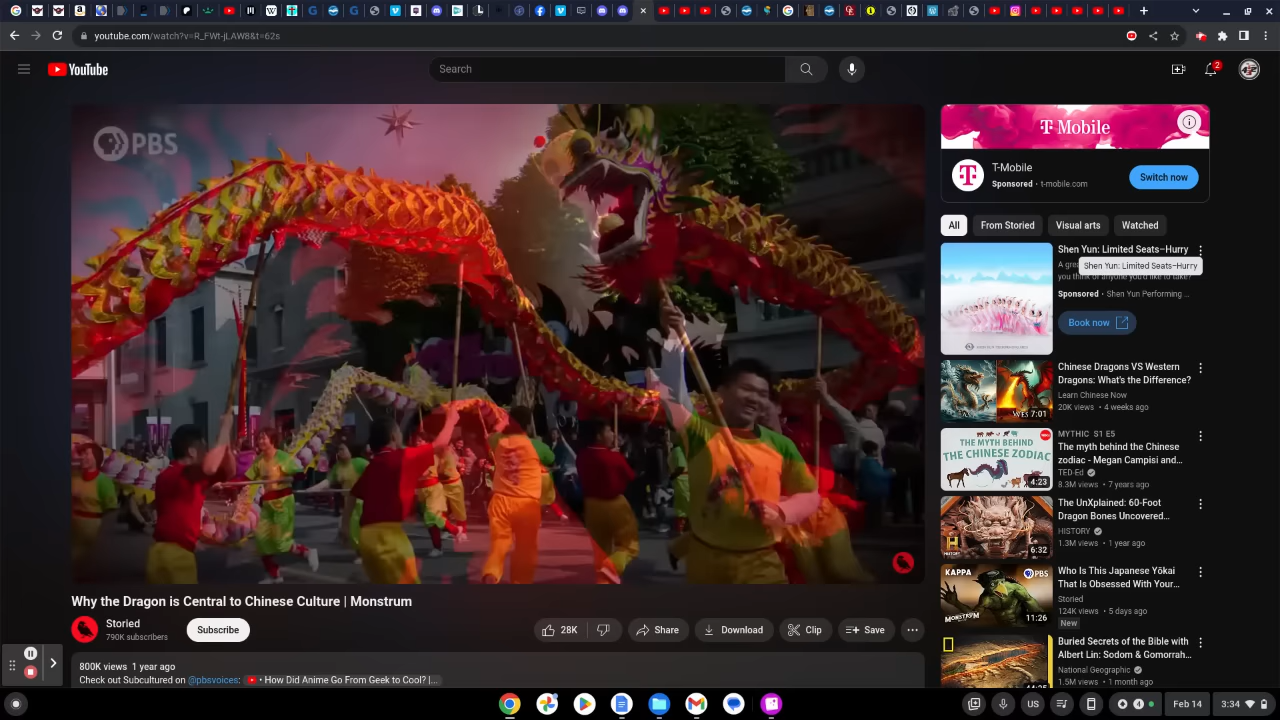 youtube.com/watch?v=R_FWt-jLAW8&t=62s
YouTube
Search
2
PBS
T Mobile
T-Mobile
Sponsored · t-mobile.com
Switch now
All
From Storied
Visual arts
Watched
Shen Yun: Limited Seats–Hurry
Shen Yun: Limited Seats–Hurry
Sponsored · Shen Yun Performing ...
Book now
Chinese Dragons VS Western
Dragons: What's the Difference?
Learn Chinese Now
20K views • 4 weeks ago
7:01
MYTHIC S1 E5
The myth behind the Chinese
zodiac - Megan Campisi and...
TED-Ed
8.3M views • 7 years ago
THE MYTH BEHIND
THE CHINESE ZODIAC
4:23
The UnXplained: 60-Foot
Dragon Bones Uncovered...
HISTORY
1.3M views • 1 year ago
6:32
Who Is This Japanese Yōkai
That Is Obsessed With Your...
Storied
124K views • 5 days ago
New
KAPPA
PBS
MONSTRUM
11:26
Buried Secrets of the Bible with
Albert Lin: Sodom & Gomorrah...
National Geographic
1.5M views • 1 month ago
Why the Dragon is Central to Chinese Culture | Monstrum
Storied
790K subscribers
Subscribe
28K
Share
Download
Clip
Save
800K views 1 year ago
Check out Subcultured on @pbsvoices: • How Did Anime Go From Geek to Cool? |...
US
4
Feb 14
3:34